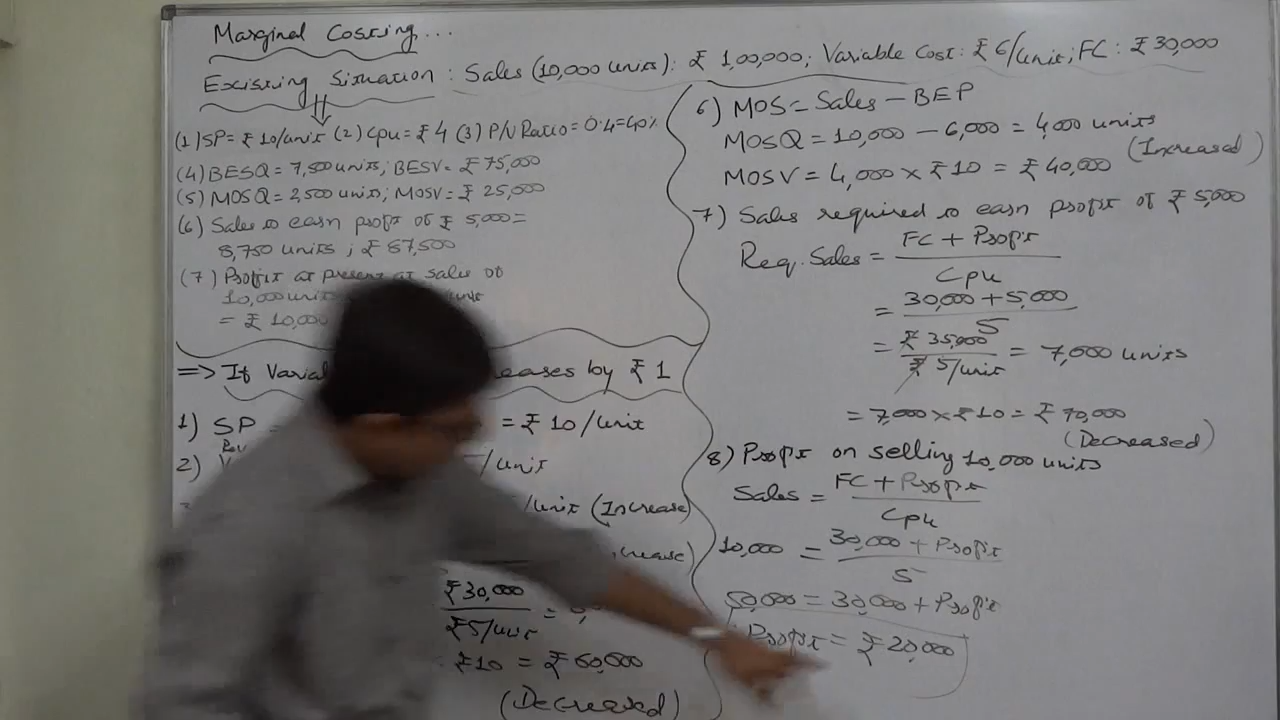 Marginal Costing...
Existing Situation: Sales (10,000 units): ₹ 1,00,000; Variable Cost: ₹ 6/unit; FC: ₹ 30,000
(1) SP = ₹ 10/unit (2) Cpu = ₹ 4 (3) P/V Ratio = 0.4 = 40%
(4) BESQ = 7,500 units; BESV = ₹ 75,000
(5) MOSQ = 2,500 units; MOSV = ₹ 25,000
(6) Sales to earn profit of ₹ 5,000 =
8,750 units; ₹ 87,500
(7) Profit at present at sales of
10,000 units
= ₹ 10,000
=> If Varia eases by ₹ 1
1) SP = = ₹ 10/unit
2) /unit
/unit (Increase)
crease)
₹ 30,000
₹ 5/unit =
₹ 10 = ₹ 60,000
(Decreased)
6) MOS = Sales - BEP
MOSQ = 10,000 - 6,000 = 4,000 units
(Increased)
MOSV = 4,000 × ₹ 10 = ₹ 40,000
7) Sales required to earn profit of ₹ 5,000
Req. Sales = FC + Profit
Cpu
= 30,000 + 5,000
5
= ₹ 35,000
₹ 5/unit = 7,000 units
= 7,000 × ₹ 10 = ₹ 70,000
(Decreased)
8) Profit on selling 10,000 units
Sales = FC + Profit
Cpu
10,000 = 30,000 + Profit
5
50,000 = 30,000 + Profit
Profit = ₹ 20,000